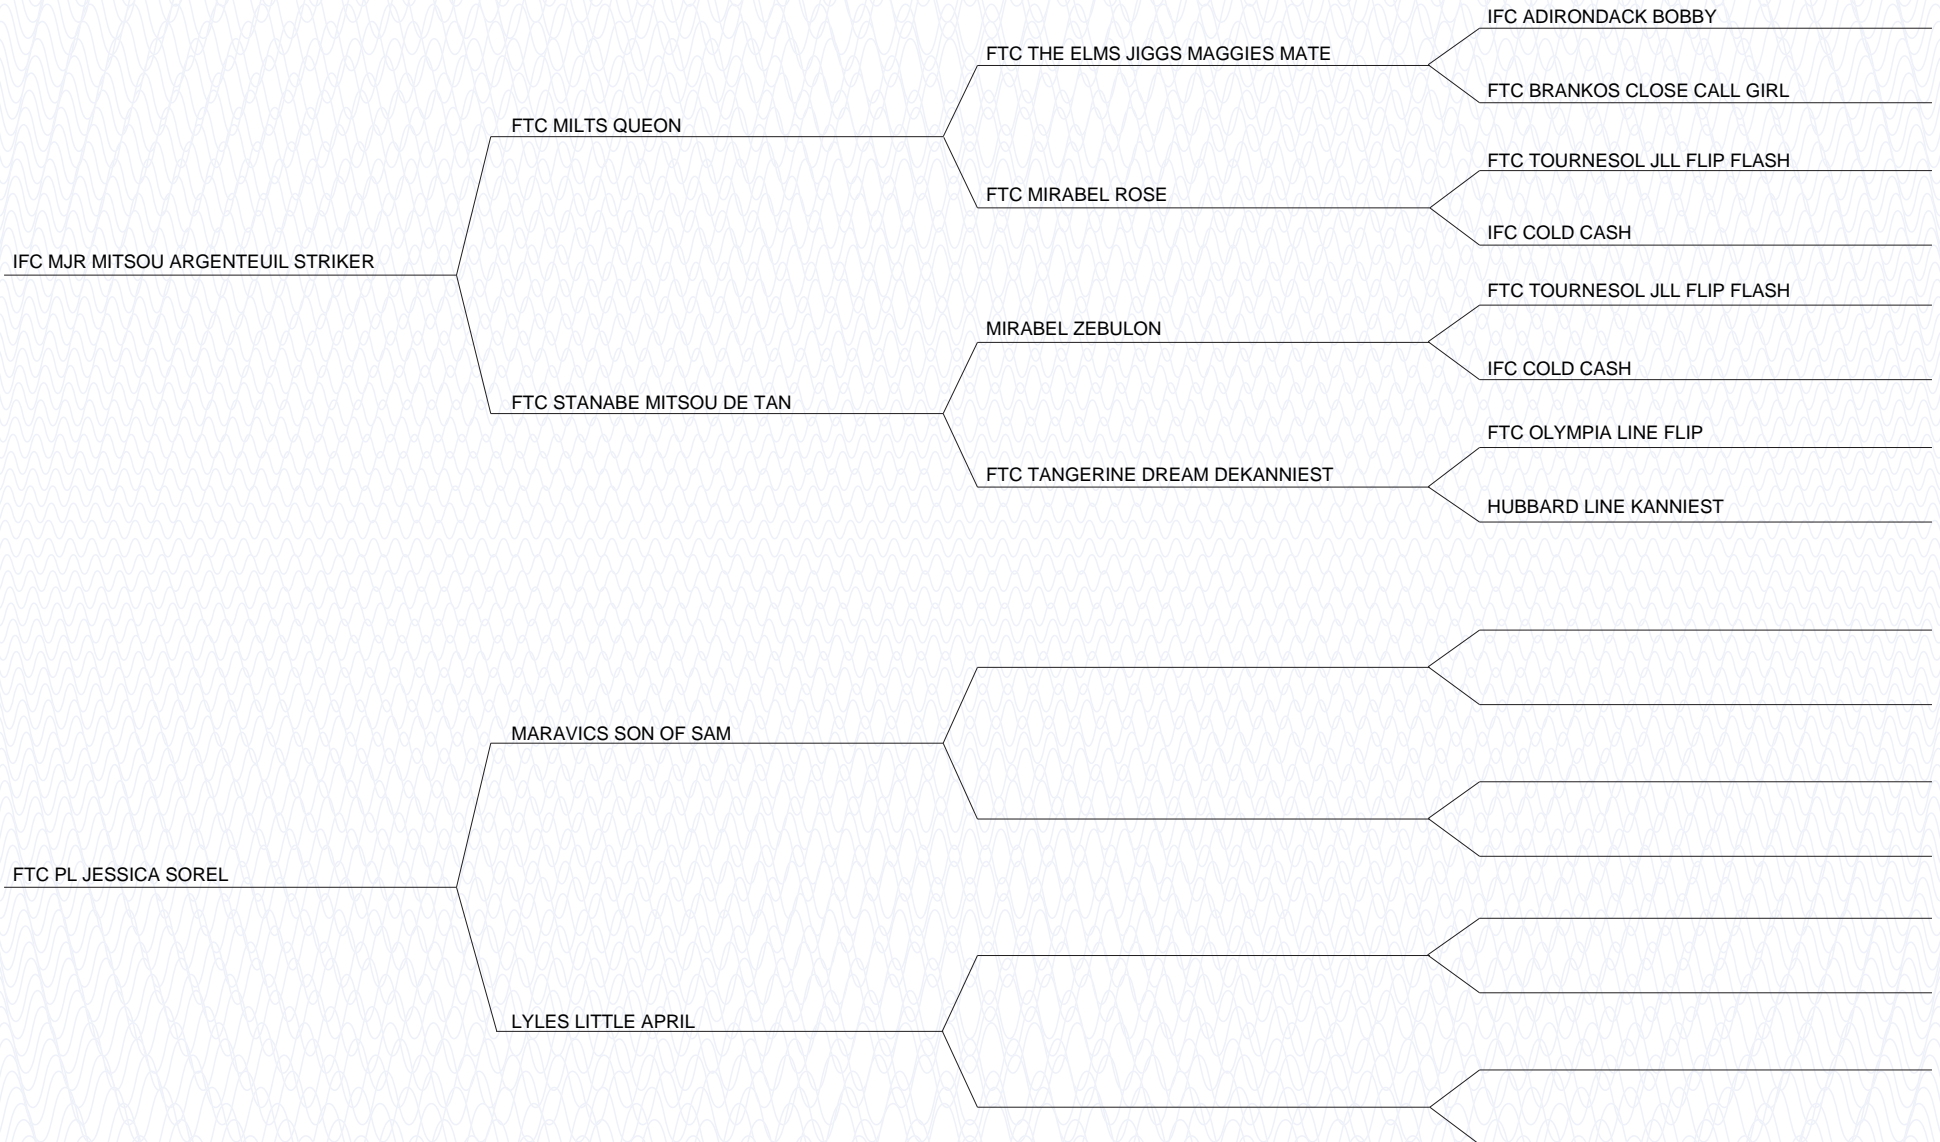 IFC ADIRONDACK BOBBY
FTC THE ELMS JIGGS MAGGIES MATE
FTC BRANKOS CLOSE CALL GIRL
FTC MILTS QUEON
FTC TOURNESOL JLL FLIP FLASH
FTC MIRABEL ROSE
IFC COLD CASH
IFC MJR MITSOU ARGENTEUIL STRIKER
FTC TOURNESOL JLL FLIP FLASH
MIRABEL ZEBULON
IFC COLD CASH
FTC STANABE MITSOU DE TAN
FTC OLYMPIA LINE FLIP
FTC TANGERINE DREAM DEKANNIEST
HUBBARD LINE KANNIEST
MARAVICS SON OF SAM
FTC PL JESSICA SOREL
LYLES LITTLE APRIL